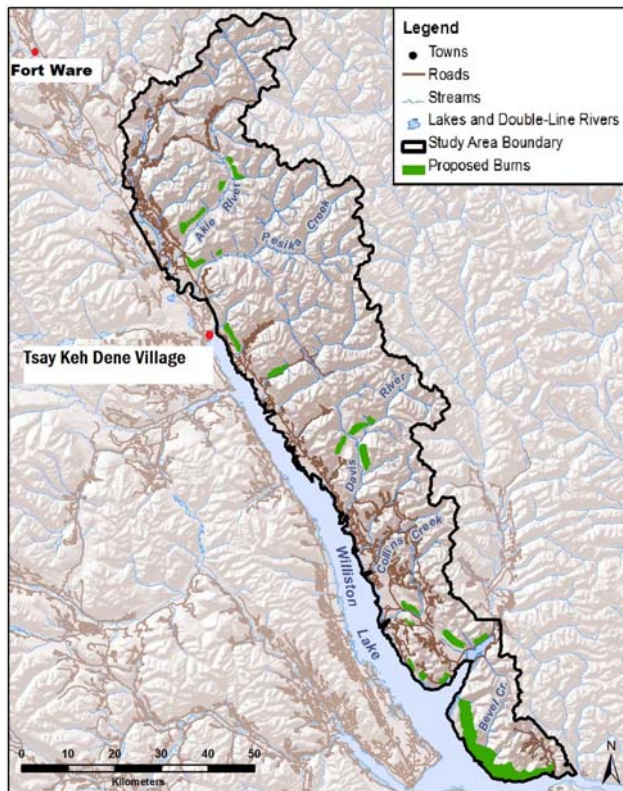 Fort Ware
Legend
Towns
Roads
Streams
Lakes and Double-Line Rivers
Study Area Boundary
Proposed Burns
Akie River
Pesika Creek
Tsay Keh Dene Village
Davis River
Collins Creek
Williston Lake
Bevel Cr.
0 10 20 30 40 50
Kilometers
N